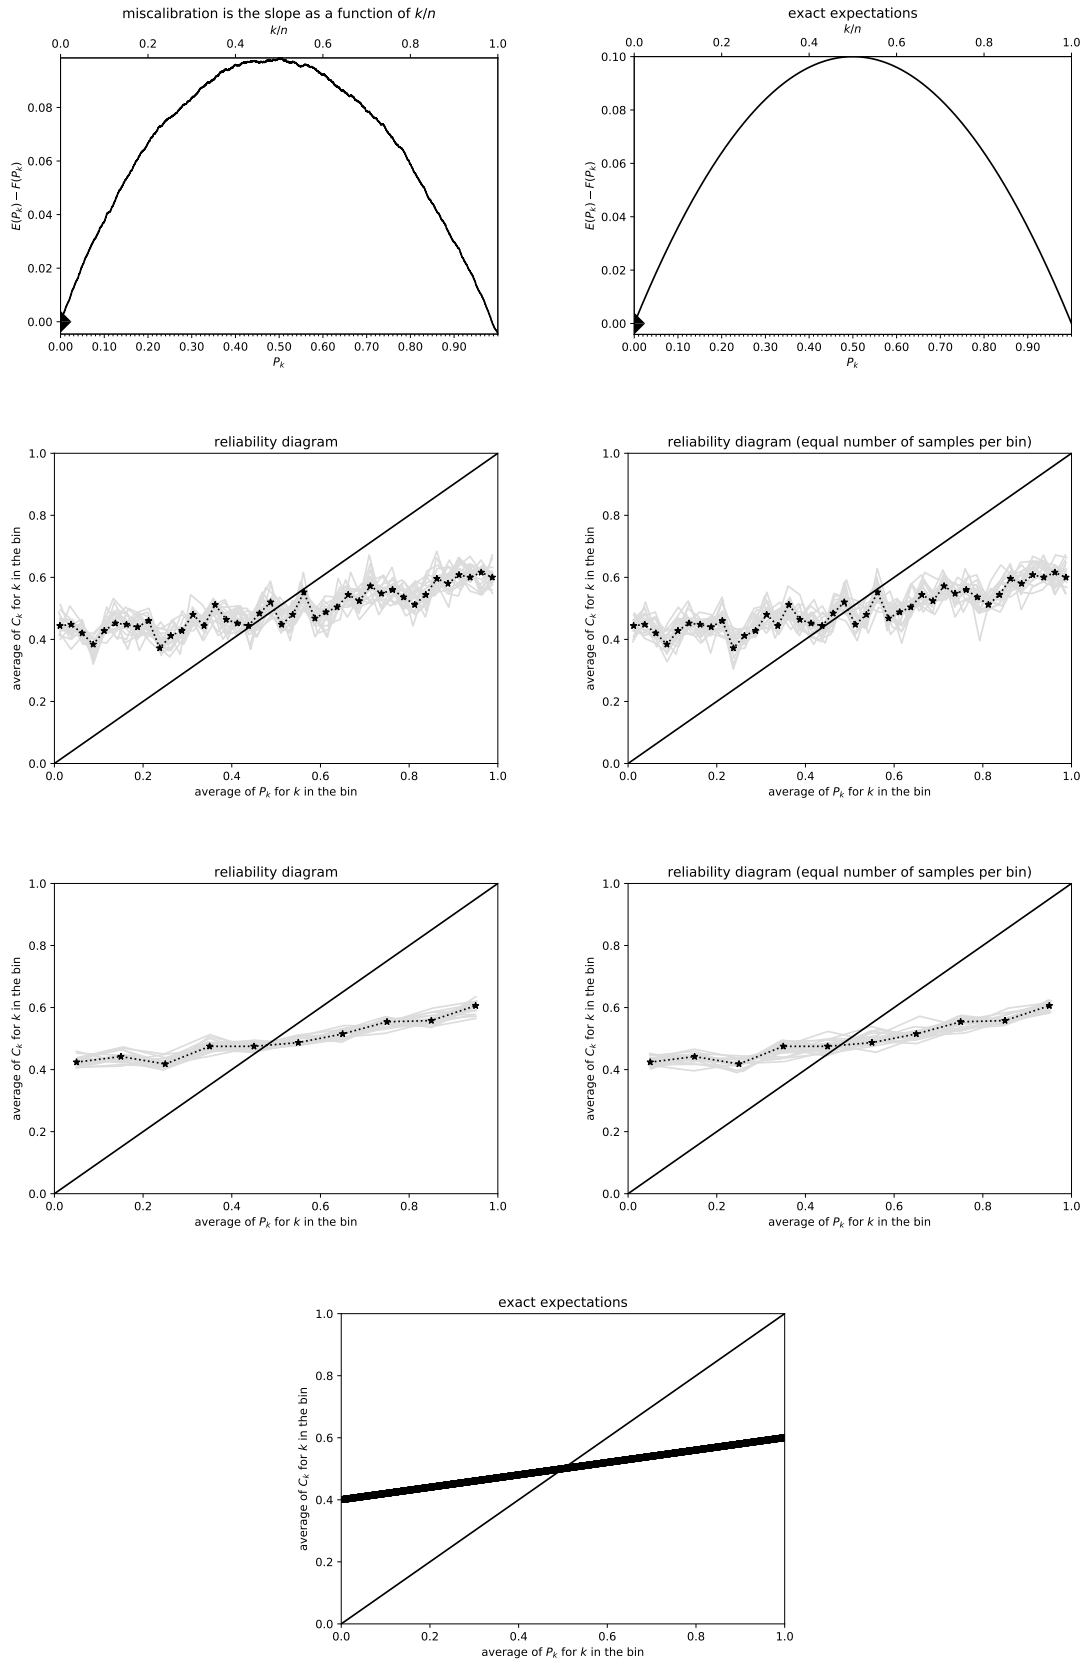 miscalibration is the slope as a function of k/n
k/n
0.0 0.2 0.4 0.6 0.8 1.0
E(P_k) − F(P_k)
0.08
0.06
0.04
0.02
0.00
0.00 0.10 0.20 0.30 0.40 0.50 0.60 0.70 0.80 0.90
P_k
exact expectations
k/n
0.0 0.2 0.4 0.6 0.8 1.0
E(P_k) − F(P_k)
0.10
0.08
0.06
0.04
0.02
0.00
0.00 0.10 0.20 0.30 0.40 0.50 0.60 0.70 0.80 0.90
P_k
reliability diagram
average of C_k for k in the bin
1.0
0.8
0.6
0.4
0.2
0.0
0.0 0.2 0.4 0.6 0.8 1.0
average of P_k for k in the bin
reliability diagram (equal number of samples per bin)
average of C_k for k in the bin
1.0
0.8
0.6
0.4
0.2
0.0
0.0 0.2 0.4 0.6 0.8 1.0
average of P_k for k in the bin
reliability diagram
average of C_k for k in the bin
1.0
0.8
0.6
0.4
0.2
0.0
0.0 0.2 0.4 0.6 0.8 1.0
average of P_k for k in the bin
reliability diagram (equal number of samples per bin)
average of C_k for k in the bin
1.0
0.8
0.6
0.4
0.2
0.0
0.0 0.2 0.4 0.6 0.8 1.0
average of P_k for k in the bin
exact expectations
average of C_k for k in the bin
1.0
0.8
0.6
0.4
0.2
0.0
0.0 0.2 0.4 0.6 0.8 1.0
average of P_k for k in the bin